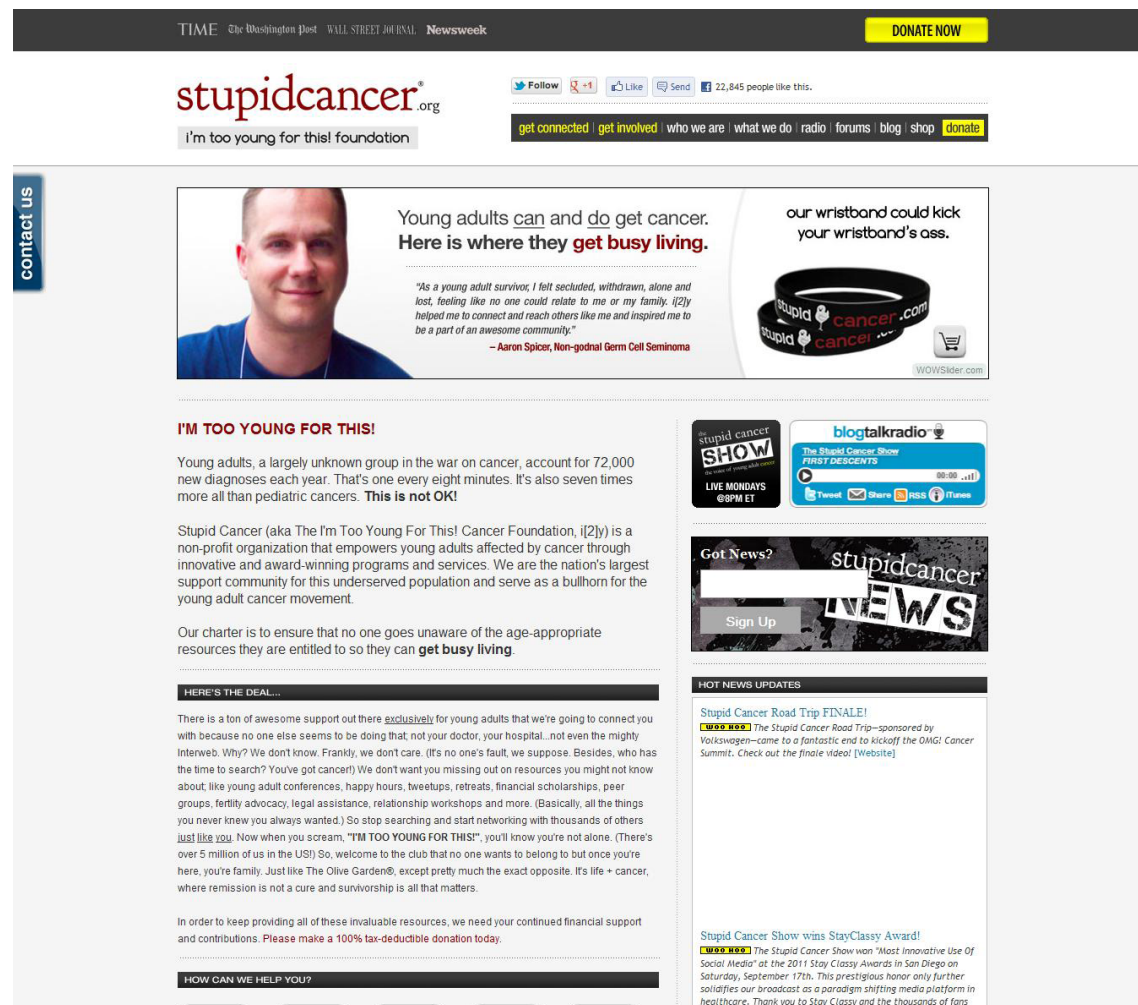 TIME The Washington Post WALL STREET JOURNAL Newsweek
DONATE NOW
stupidcancer®.org
i'm too young for this! foundation
Follow +1 Like Send 22,845 people like this.
get connected | get involved | who we are | what we do | radio | forums | blog | shop donate
contact us
Young adults can and do get cancer.
Here is where they get busy living.
"As a young adult survivor, I felt secluded, withdrawn, alone and
lost, feeling like no one could relate to me or my family. i[2]y
helped me to connect and reach others like me and inspired me to
be a part of an awesome community."
– Aaron Spicer, Non-godnal Germ Cell Seminoma
our wristband could kick
your wristband's ass.
stupid cancer.com
stupid cancer
WOWSlider.com
I'M TOO YOUNG FOR THIS!
Young adults, a largely unknown group in the war on cancer, account for 72,000
new diagnoses each year. That's one every eight minutes. It's also seven times
more all than pediatric cancers. This is not OK!
Stupid Cancer (aka The I'm Too Young For This! Cancer Foundation, i[2]y) is a
non-profit organization that empowers young adults affected by cancer through
innovative and award-winning programs and services. We are the nation's largest
support community for this underserved population and serve as a bullhorn for the
young adult cancer movement.
Our charter is to ensure that no one goes unaware of the age-appropriate
resources they are entitled to so they can get busy living.
HERE'S THE DEAL...
There is a ton of awesome support out there exclusively for young adults that we're going to connect you
with because no one else seems to be doing that; not your doctor, your hospital...not even the mighty
Interweb. Why? We don't know. Frankly, we don't care. (It's no one's fault, we suppose. Besides, who has
the time to search? You've got cancer!) We don't want you missing out on resources you might not know
about; like young adult conferences, happy hours, tweetups, retreats, financial scholarships, peer
groups, fertlity advocacy, legal assistance, relationship workshops and more. (Basically, all the things
you never knew you always wanted.) So stop searching and start networking with thousands of others
just like you. Now when you scream, "I'M TOO YOUNG FOR THIS!", you'll know you're not alone. (There's
over 5 million of us in the US!) So, welcome to the club that no one wants to belong to but once you're
here, you're family. Just like The Olive Garden®, except pretty much the exact opposite. It's life + cancer,
where remission is not a cure and survivorship is all that matters.
In order to keep providing all of these invaluable resources, we need your continued financial support
and contributions. Please make a 100% tax-deductible donation today.
HOW CAN WE HELP YOU?
the stupid cancer
SHOW
the voice of young adult cancer
LIVE MONDAYS
@8PM ET
blogtalkradio
The Stupid Cancer Show
FIRST DESCENTS
00:00
Tweet Share RSS iTunes
Got News?
Sign Up
stupidcancer
NEWS
HOT NEWS UPDATES
Stupid Cancer Road Trip FINALE!
WOO HOO The Stupid Cancer Road Trip—sponsored by
Volkswagen—came to a fantastic end to kickoff the OMG! Cancer
Summit. Check out the finale video! [Website]
Stupid Cancer Show wins StayClassy Award!
WOO HOO The Stupid Cancer Show won "Most Innovative Use Of
Social Media" at the 2011 Stay Classy Awards in San Diego on
Saturday, September 17th. This prestigious honor only further
solidifies our broadcast as a paradigm shifting media platform in
healthcare. Thank you to Stay Classy and the thousands of fans